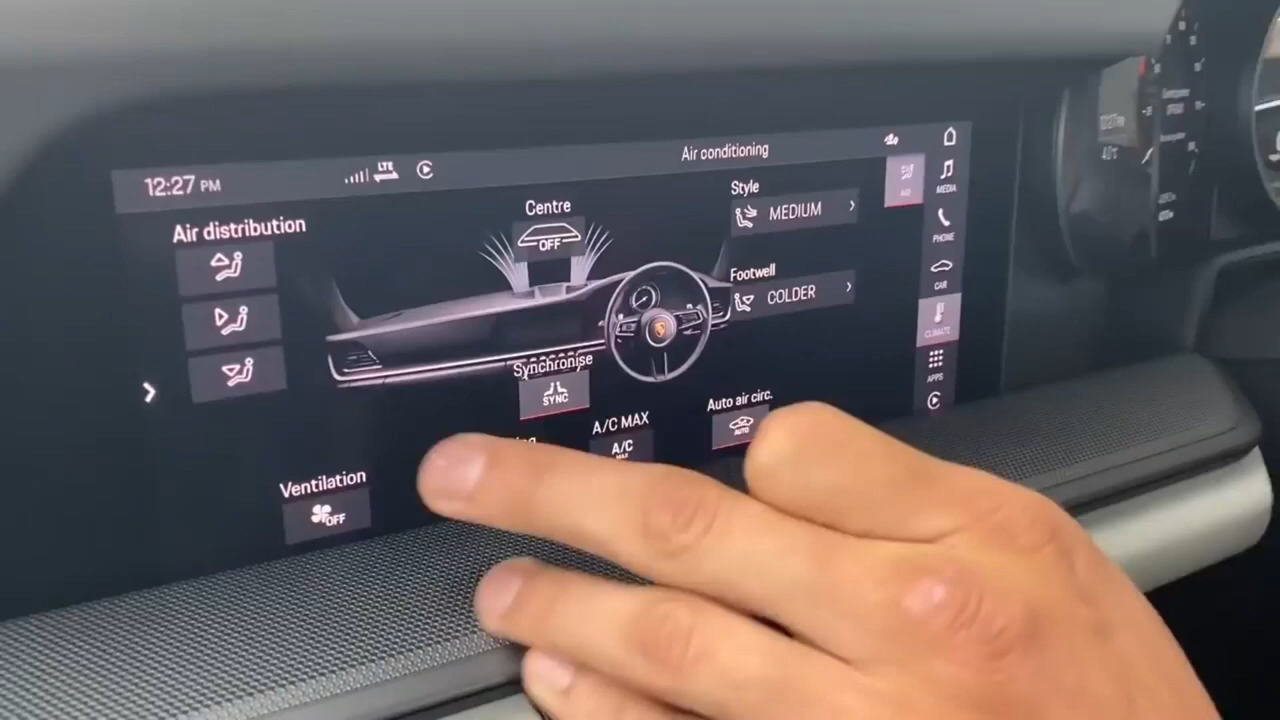 12:27 PM
LTE
Air conditioning
Air distribution
Centre
OFF
Style
MEDIUM
Footwell
COLDER
MEDIA
PHONE
CAR
CLIMATE
APPS
Synchronise
SYNC
A/C MAX
A/C
MAX
Auto air circ.
AUTO
Ventilation
OFF